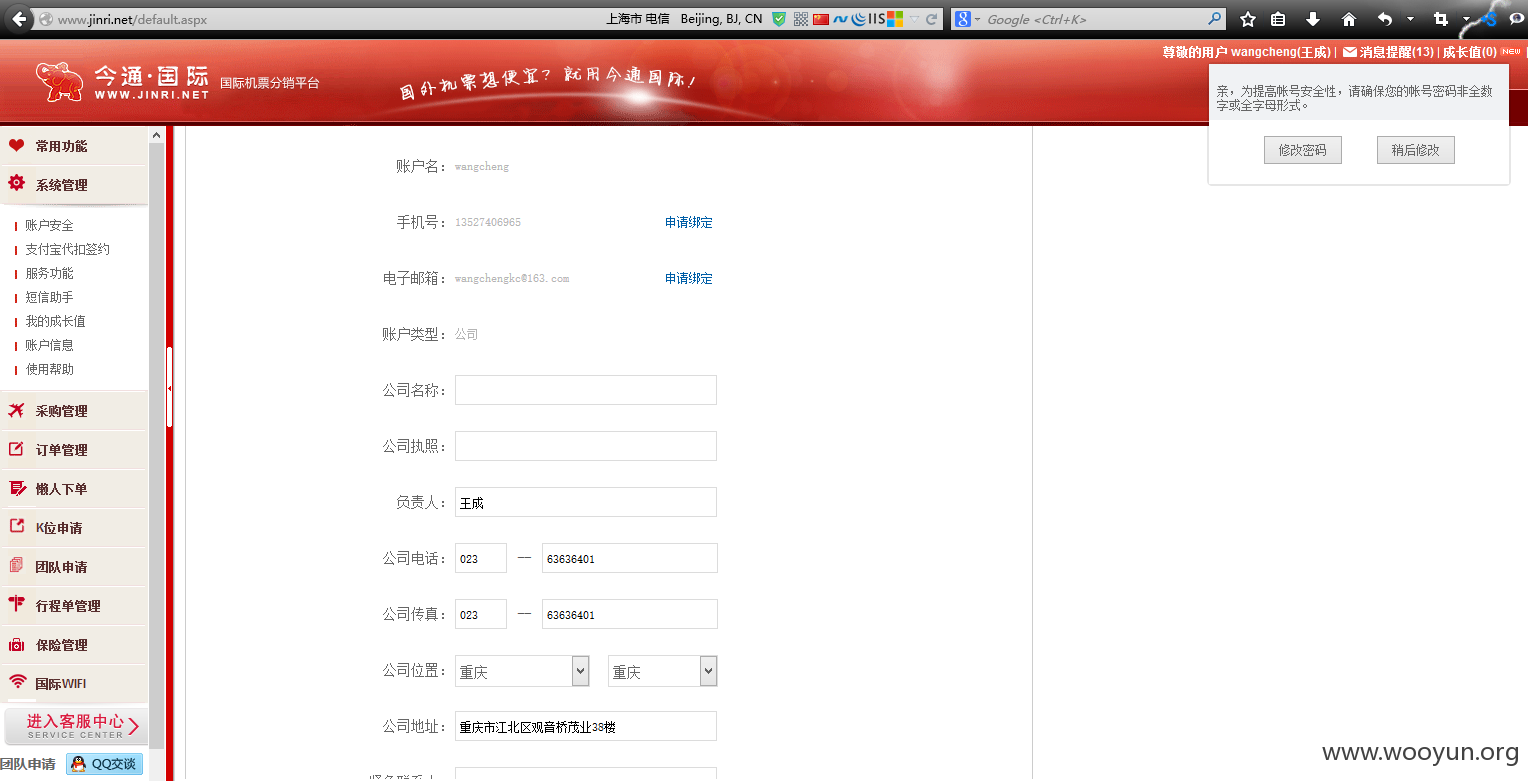 www.jinri.net/default.aspx
上海市 电信 Beijing, BJ, CN
IIS
Google <Ctrl+K>
今通·国际
WWW.JINRI.NET
国际机票分销平台
国外机票想便宜？就用今通国际！
尊敬的用户 wangcheng(王成) | 消息提醒(13) | 成长值(0) NEW
亲，为提高帐号安全性，请确保您的帐号密码非全数
字或全字母形式。
修改密码
稍后修改
常用功能
系统管理
账户安全
支付宝代扣签约
服务功能
短信助手
我的成长值
账户信息
使用帮助
采购管理
订单管理
懒人下单
K位申请
团队申请
行程单管理
保险管理
国际WIFI
进入客服中心
SERVICE CENTER
团队申请 QQ交谈
账户名： wangcheng
手机号： 13527406965 申请绑定
电子邮箱： wangchengkc@163.com 申请绑定
账户类型： 公司
公司名称：
公司执照：
负责人： 王成
公司电话： 023 — 63636401
公司传真： 023 — 63636401
公司位置： 重庆 重庆
公司地址： 重庆市江北区观音桥茂业38楼
www.wooyun.org